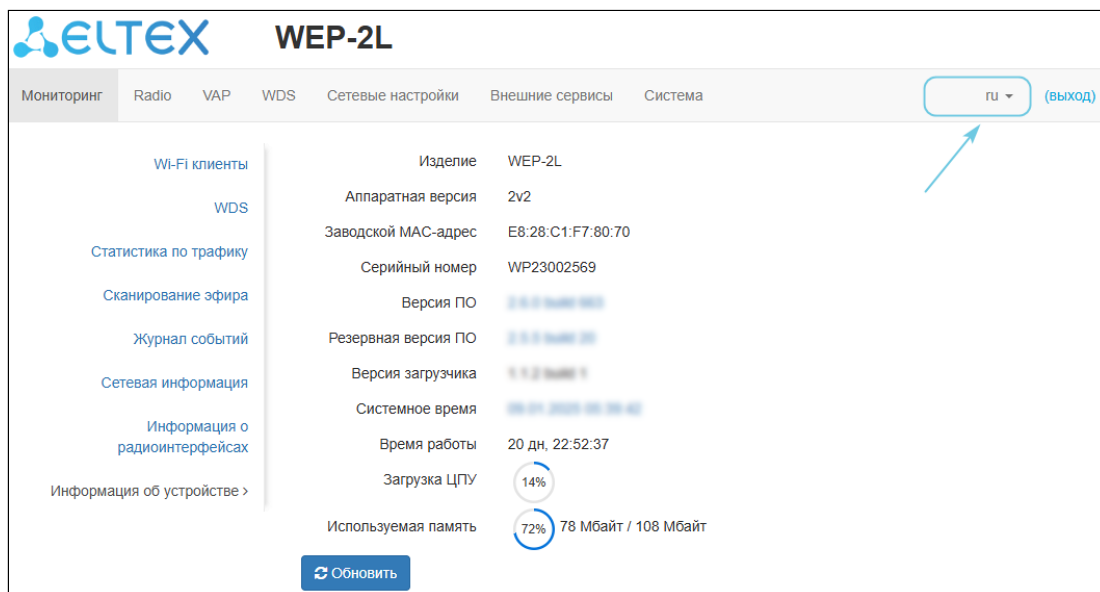 ELTEX WEP-2L
Мониторинг Radio VAP WDS Сетевые настройки Внешние сервисы Система ru (выход)
Wi-Fi клиенты
WDS
Статистика по трафику
Сканирование эфира
Журнал событий
Сетевая информация
Информация о
радиоинтерфейсах
Информация об устройстве >
Изделие WEP-2L
Аппаратная версия 2v2
Заводской MAC-адрес E8:28:C1:F7:80:70
Серийный номер WP23002569
Версия ПО
Резервная версия ПО
Версия загрузчика
Системное время
Время работы 20 дн, 22:52:37
Загрузка ЦПУ 14%
Используемая память 72% 78 Мбайт / 108 Мбайт
Обновить